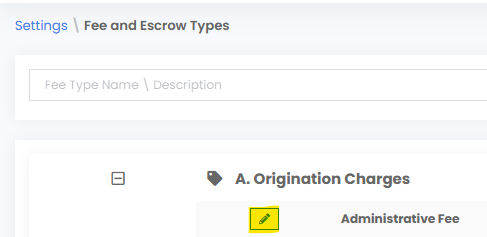 Settings \ Fee and Escrow Types
Fee Type Name \ Description
A. Origination Charges
Administrative Fee